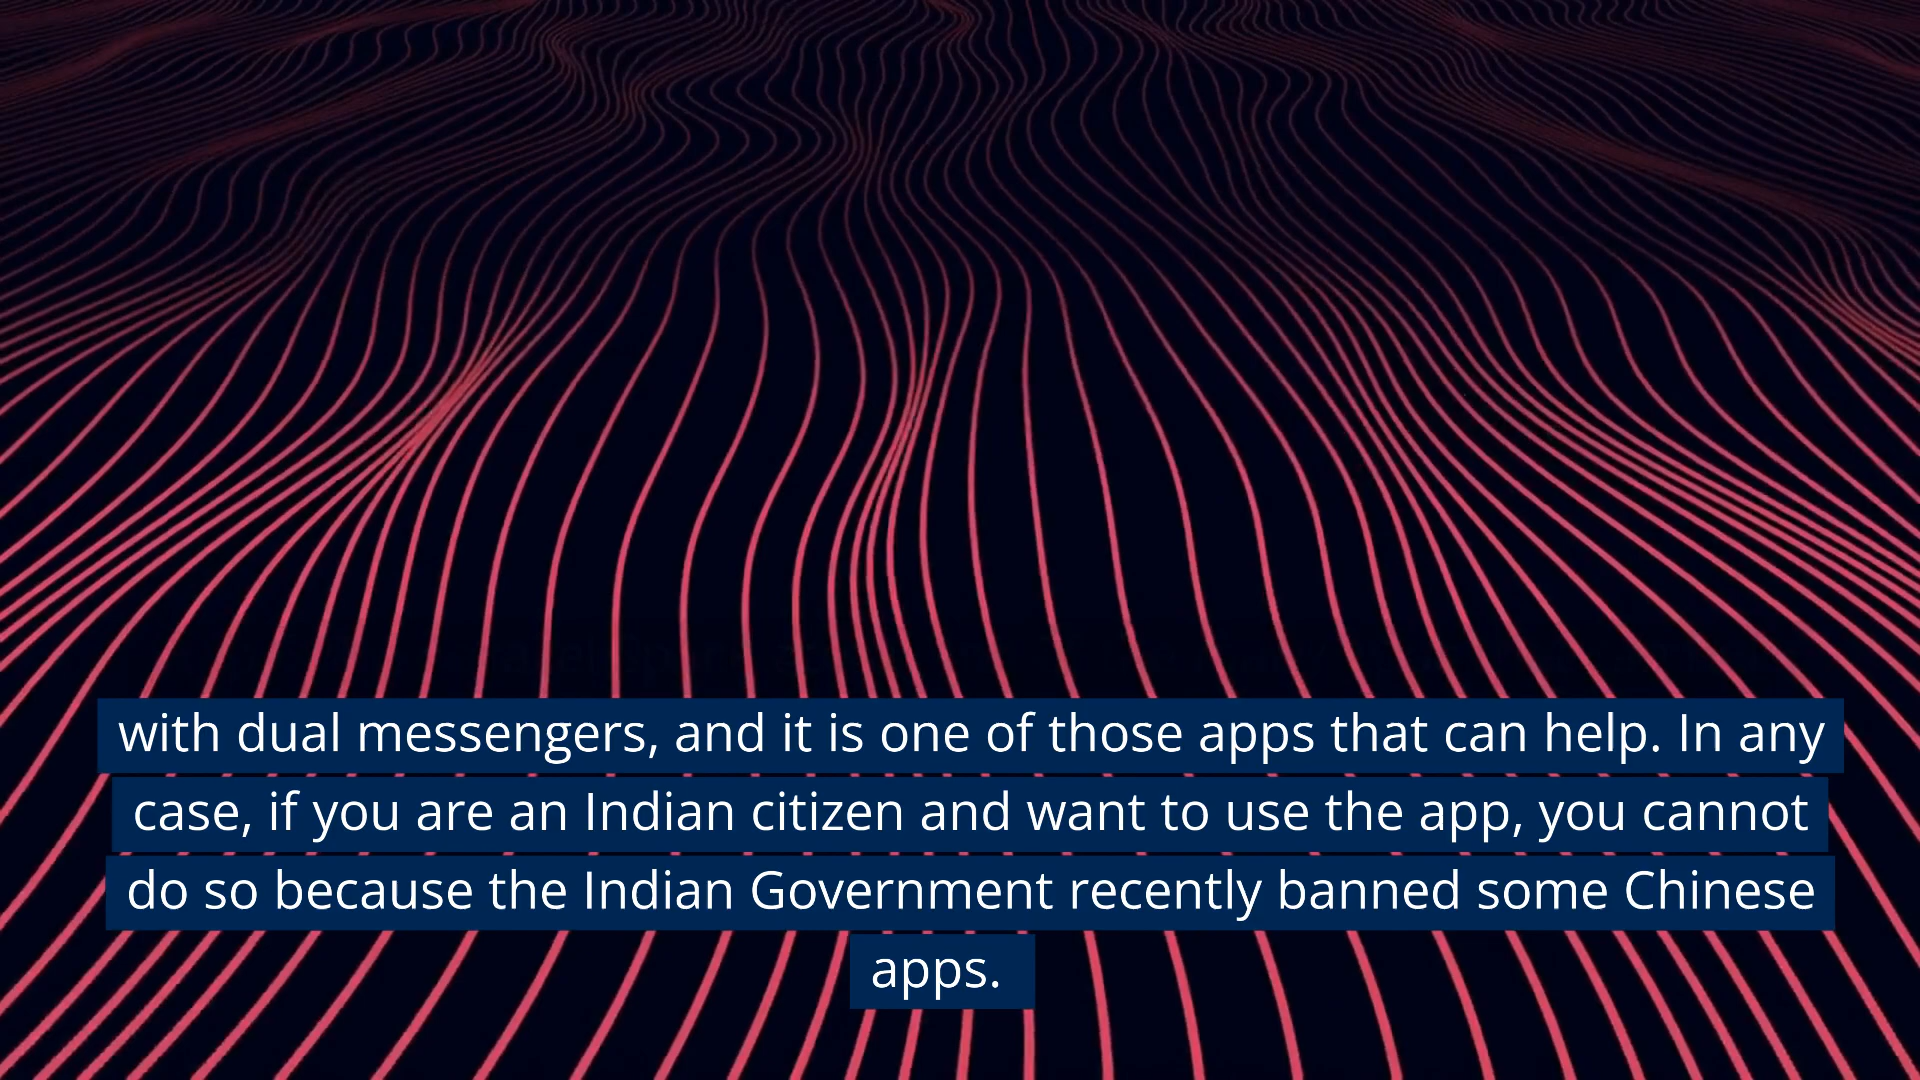 with dual messengers, and it is one of those apps that can help. In any
case, if you are an Indian citizen and want to use the app, you cannot
do so because the Indian Government recently banned some Chinese
apps.